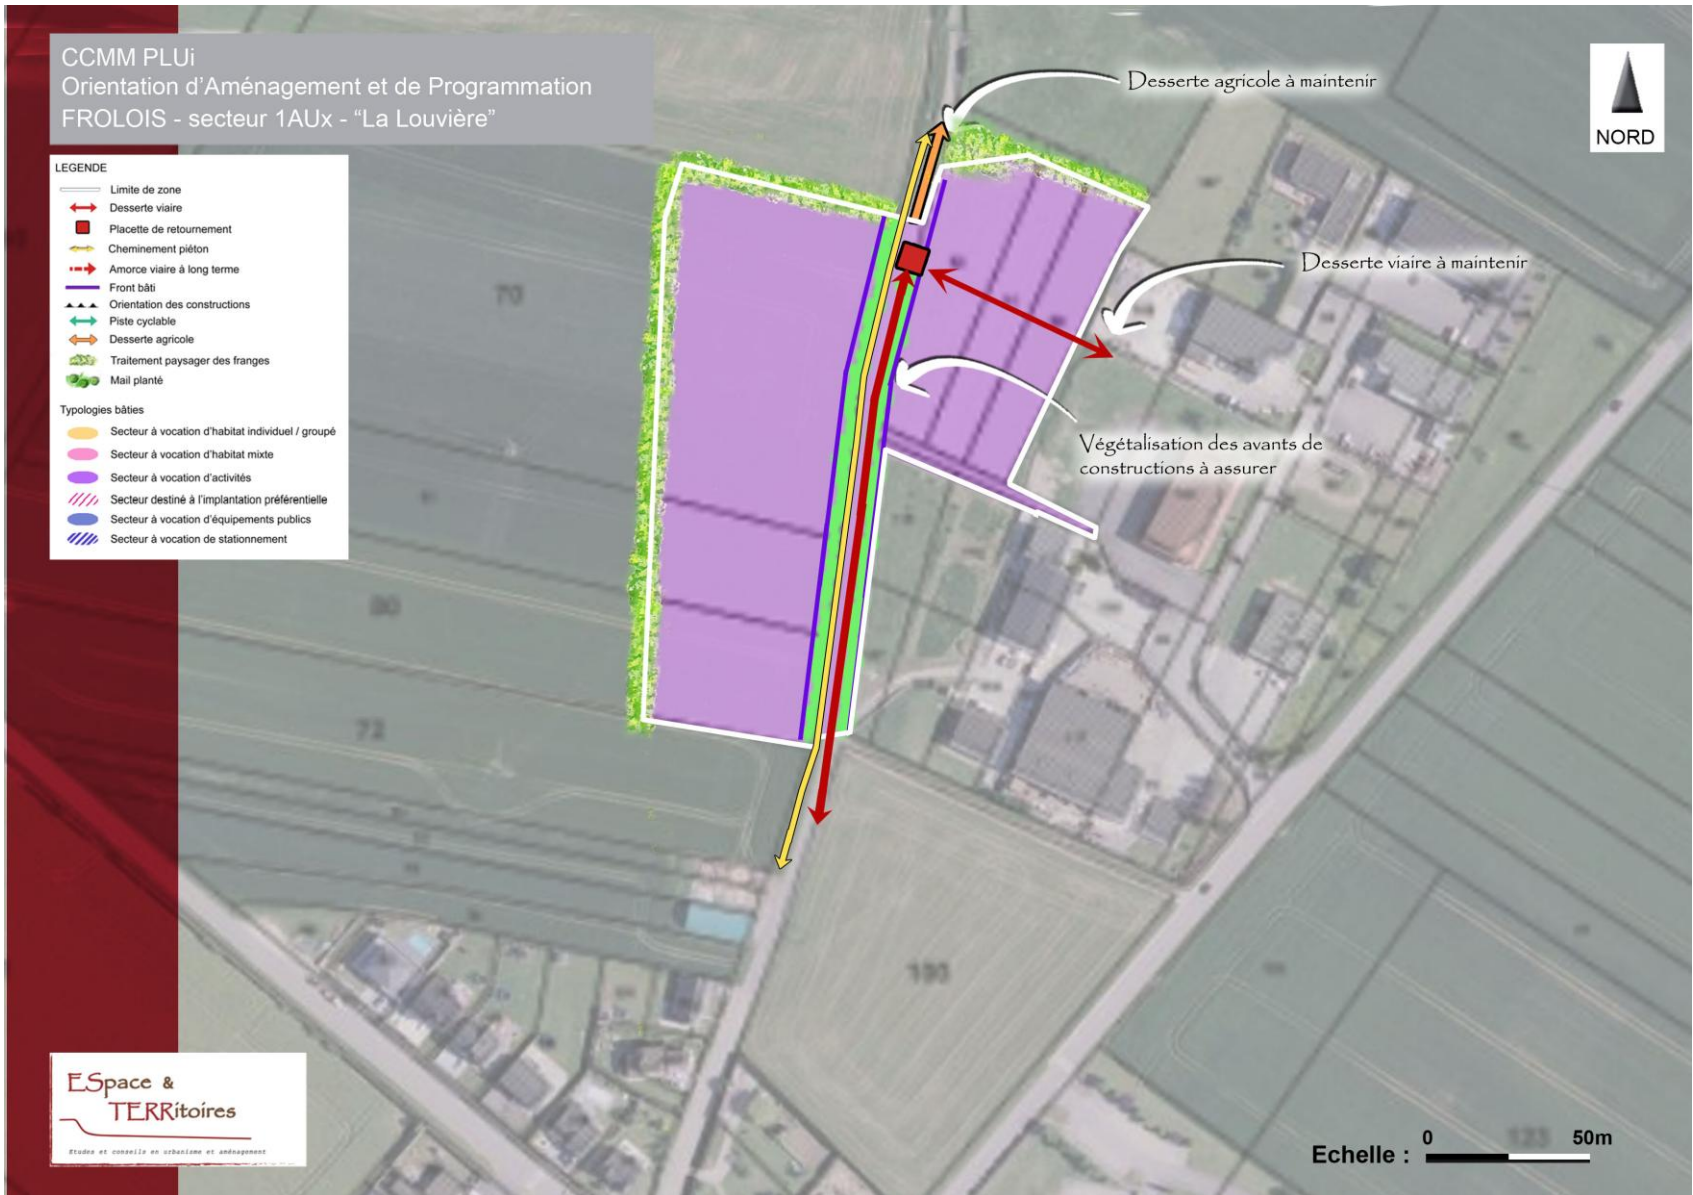 CCMM PLUi
Orientation d'Aménagement et de Programmation
FROLOIS - secteur 1AUx - “La Louvière”
NORD
Desserte agricole à maintenir
Desserte viaire à maintenir
Végétalisation des avants de
constructions à assurer
LEGENDE
Limite de zone
Desserte viaire
Placette de retournement
Cheminement piéton
Amorce viaire à long terme
Front bâti
Orientation des constructions
Piste cyclable
Desserte agricole
Traitement paysager des franges
Mail planté
Typologies bâties
Secteur à vocation d'habitat individuel / groupé
Secteur à vocation d'habitat mixte
Secteur à vocation d'activités
Secteur destiné à l'implantation préférentielle
Secteur à vocation d'équipements publics
Secteur à vocation de stationnement
70
80
72
193
ESpace &
TERRitoires
Etudes et conseils en urbanisme et aménagement
Echelle :
0
50m
123